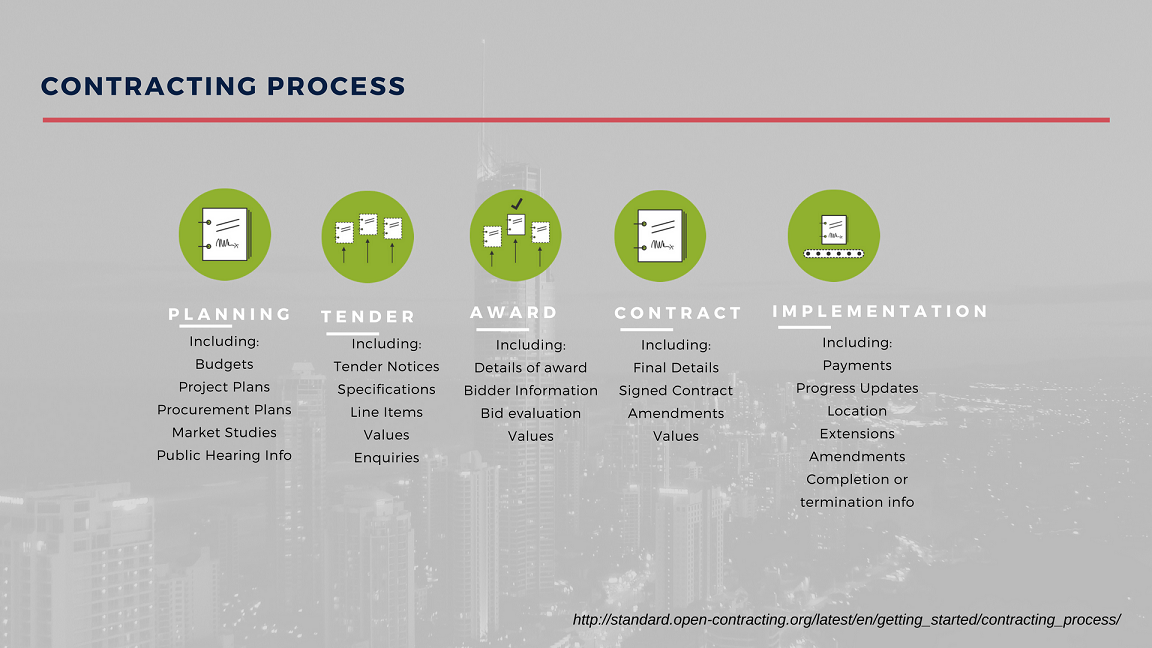 CONTRACTING PROCESS
PLANNING
Including:
Budgets
Project Plans
Procurement Plans
Market Studies
Public Hearing Info
TENDER
Including:
Tender Notices
Specifications
Line Items
Values
Enquiries
AWARD
Including:
Details of award
Bidder Information
Bid evaluation
Values
CONTRACT
Including:
Final Details
Signed Contract
Amendments
Values
IMPLEMENTATION
Including:
Payments
Progress Updates
Location
Extensions
Amendments
Completion or
termination info
http://standard.open-contracting.org/latest/en/getting_started/contracting_process/